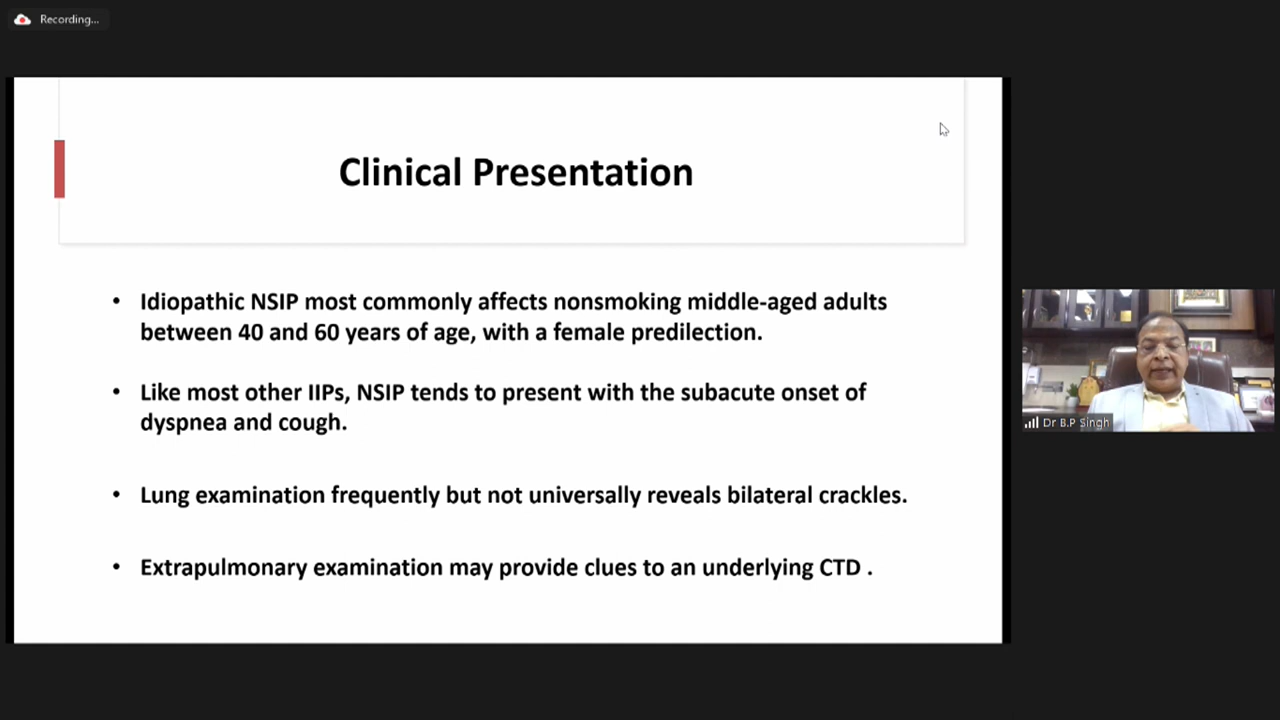 Recording...
Clinical Presentation
• Idiopathic NSIP most commonly affects nonsmoking middle-aged adults
between 40 and 60 years of age, with a female predilection.
• Like most other IIPs, NSIP tends to present with the subacute onset of
dyspnea and cough.
• Lung examination frequently but not universally reveals bilateral crackles.
• Extrapulmonary examination may provide clues to an underlying CTD .
Dr B.P Singh